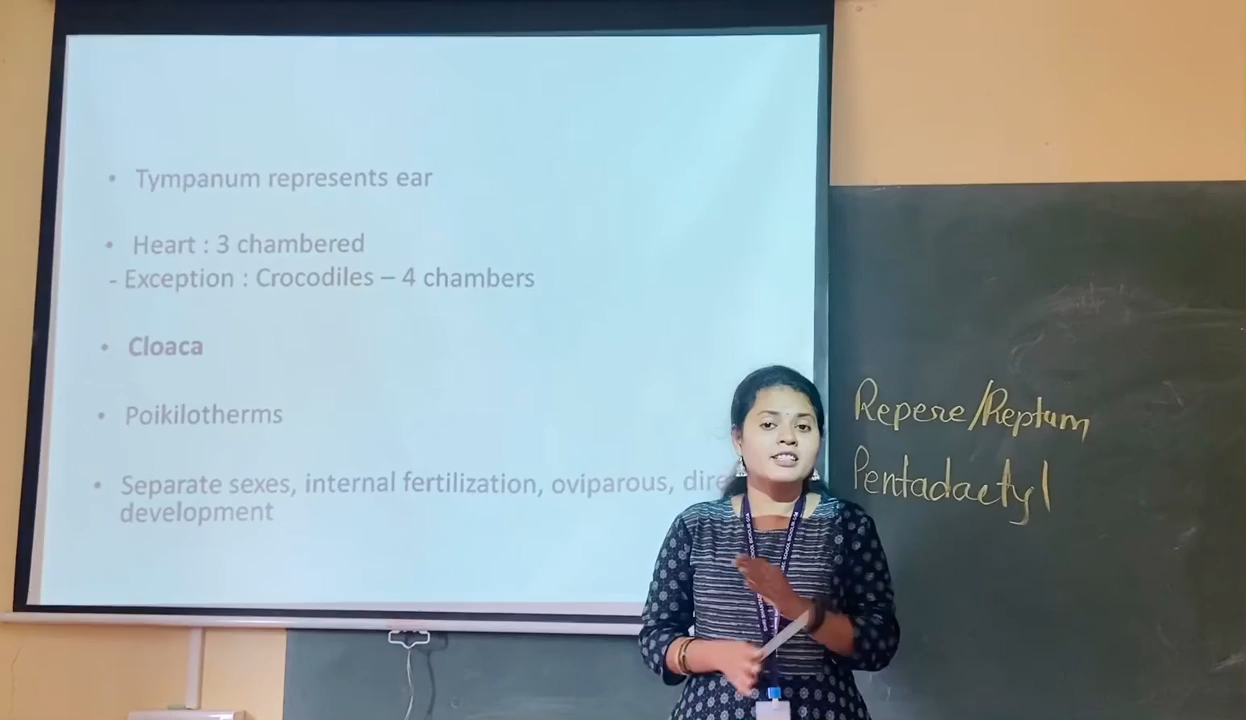 • Tympanum represents ear
• Heart : 3 chambered
- Exception : Crocodiles – 4 chambers
• Cloaca
• Poikilotherms
• Separate sexes, internal fertilization, oviparous,
development
Repere/Reptum
Pentadactyl